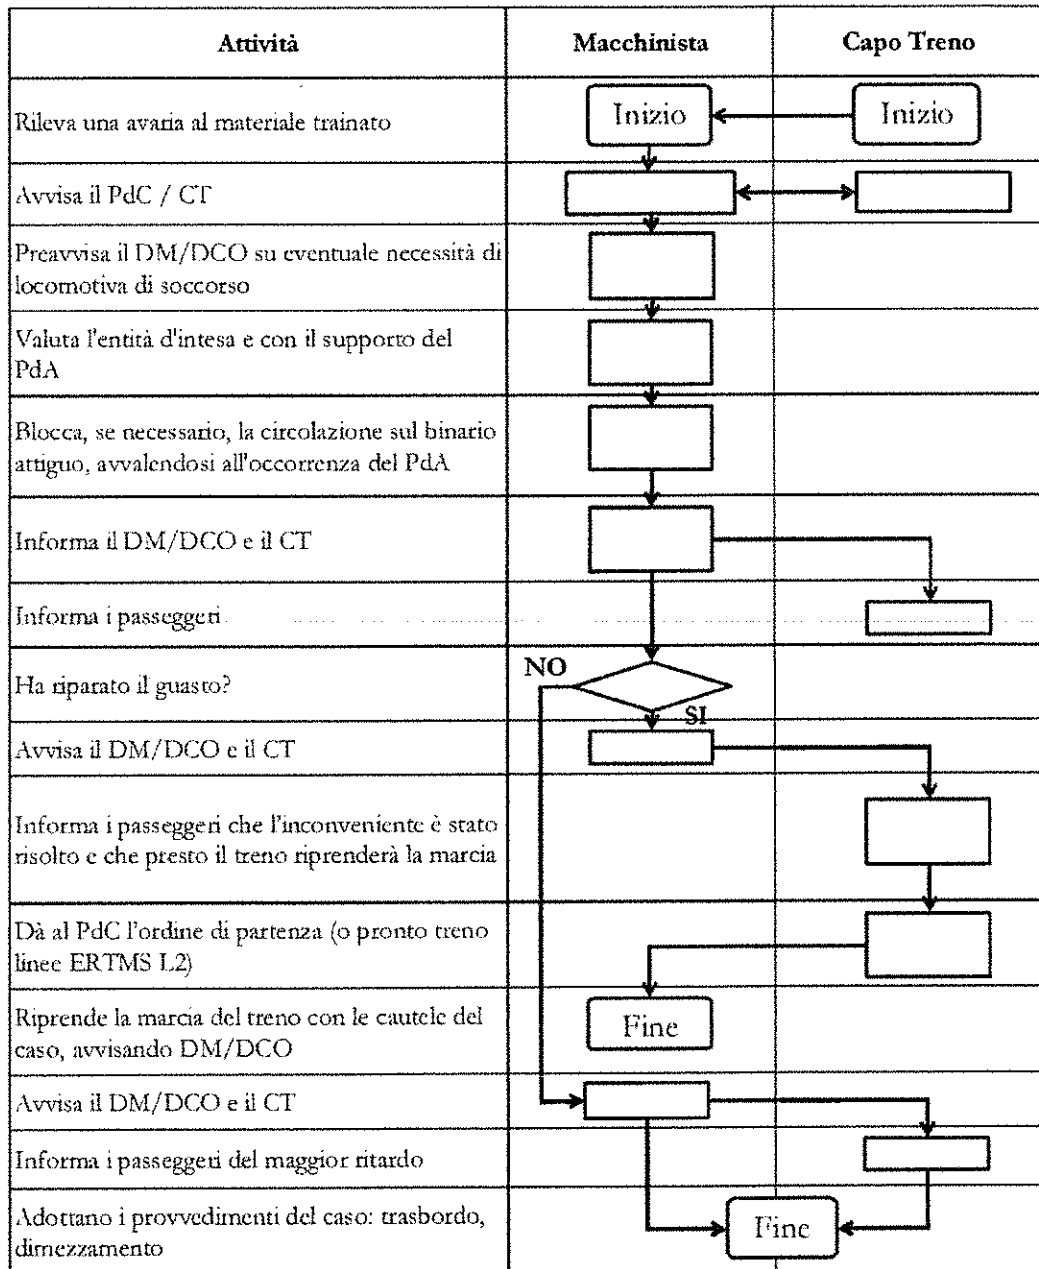 Attività
Macchinista
Capo Treno
Rileva una avaria al materiale trainato
Inizio
Inizio
Avvisa il PdC / CT
Preavvisa il DM/DCO su eventuale necessità di
locomotiva di soccorso
Valuta l'entità d'intesa e con il supporto del
PdA
Blocca, se necessario, la circolazione sul binario
attiguo, avvalendosi all'occorrenza del PdA
Informa il DM/DCO e il CT
Informa i passeggeri
Ha riparato il guasto?
NO
SI
Avvisa il DM/DCO e il CT
Informa i passeggeri che l'inconveniente è stato
risolto e che presto il treno riprenderà la marcia
Dà al PdC l'ordine di partenza (o pronto treno
linee ERTMS L2)
Riprende la marcia del treno con le cautele del
caso, avvisando DM/DCO
Fine
Avvisa il DM/DCO e il CT
Informa i passeggeri del maggior ritardo
Adottano i provvedimenti del caso: trasbordo,
dimezzamento
Fine